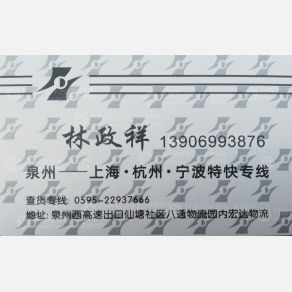 林政祥 13906993876
泉州——上海·杭州·宁波特快专线
查货专线: 0595-22937666
地址: 泉州西高速出口仙塘社区八通物流园内宏达物流